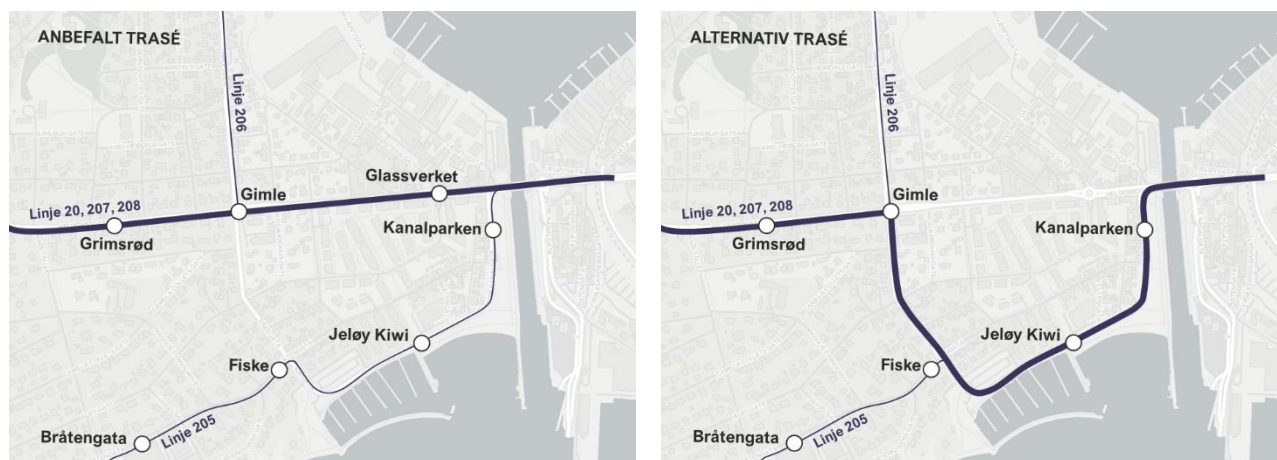 ANBEFALT TRASÉ
Linje 206
Glassverket
Gimle
Linje 20, 207, 208
Grimsrød
Kanalparken
Jeløy Kiwi
Fiske
Linje 205
Bråtengata
ALTERNATIV TRASÉ
Linje 206
Gimle
Linje 20, 207, 208
Grimsrød
Kanalparken
Jeløy Kiwi
Fiske
Linje 205
Bråtengata